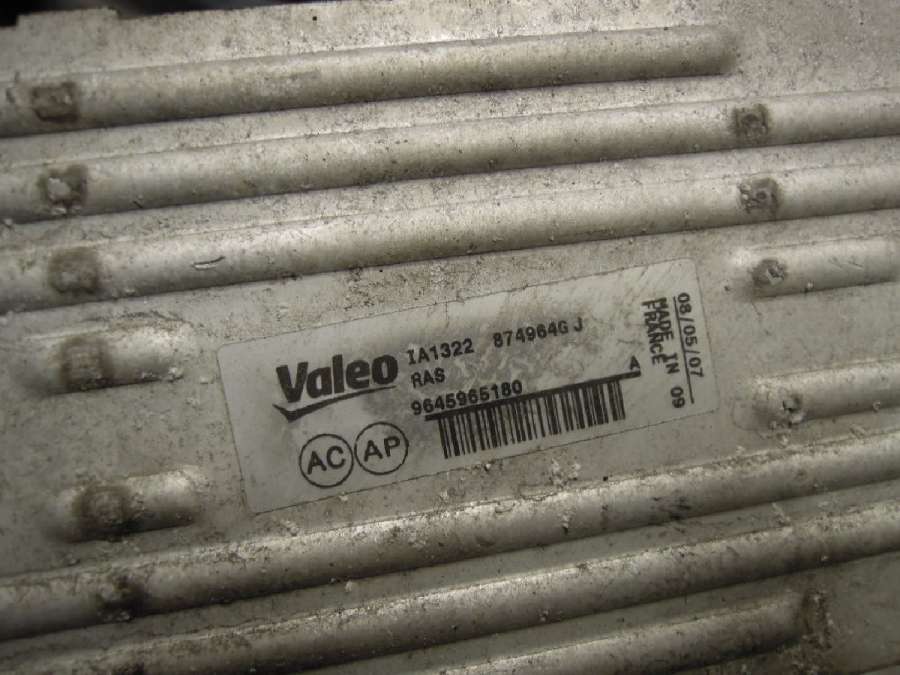 Valeo
IA1322 874964G J
RAS
9645965180 A
AC AP
08/05/07
MADE IN
FRANCE 09